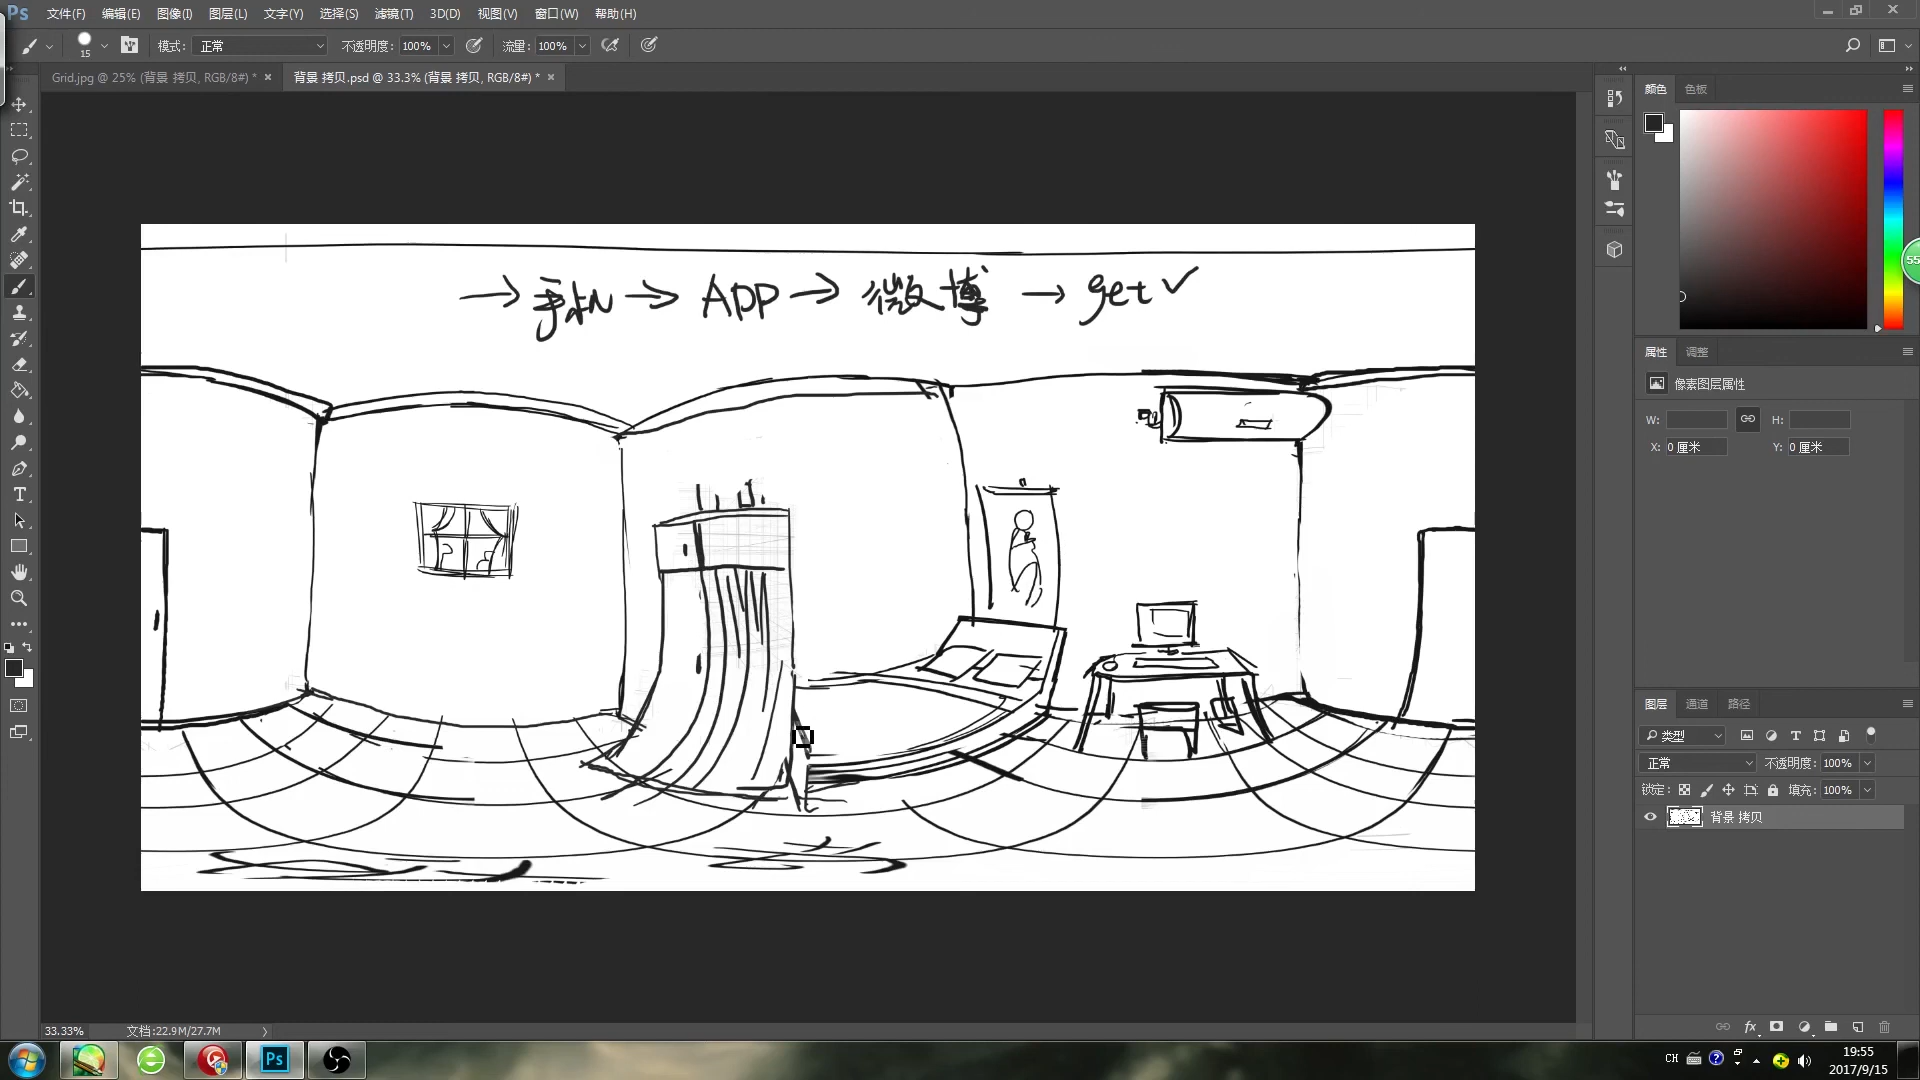 Ps 文件(F) 编辑(E) 图像(I) 图层(L) 文字(Y) 选择(S) 滤镜(T) 3D(D) 视图(V) 窗口(W) 帮助(H)
15 模式: 正常 不透明度: 100% 流量: 100%
Grid.jpg @ 25% (背景 拷贝, RGB/8#) * × 背景 拷贝.psd @ 33.3% (背景 拷贝, RGB/8#) * ×
颜色 色板
55
→手机→APP→微博→get✓
属性 调整
像素图层属性
W: H:
X: 0 厘米 Y: 0 厘米
图层 通道 路径
类型
正常 不透明度: 100%
锁定: 填充: 100%
背景 拷贝
fx
33.33% 文档:22.9M/27.7M
Ps CH 19:55
2017/9/15